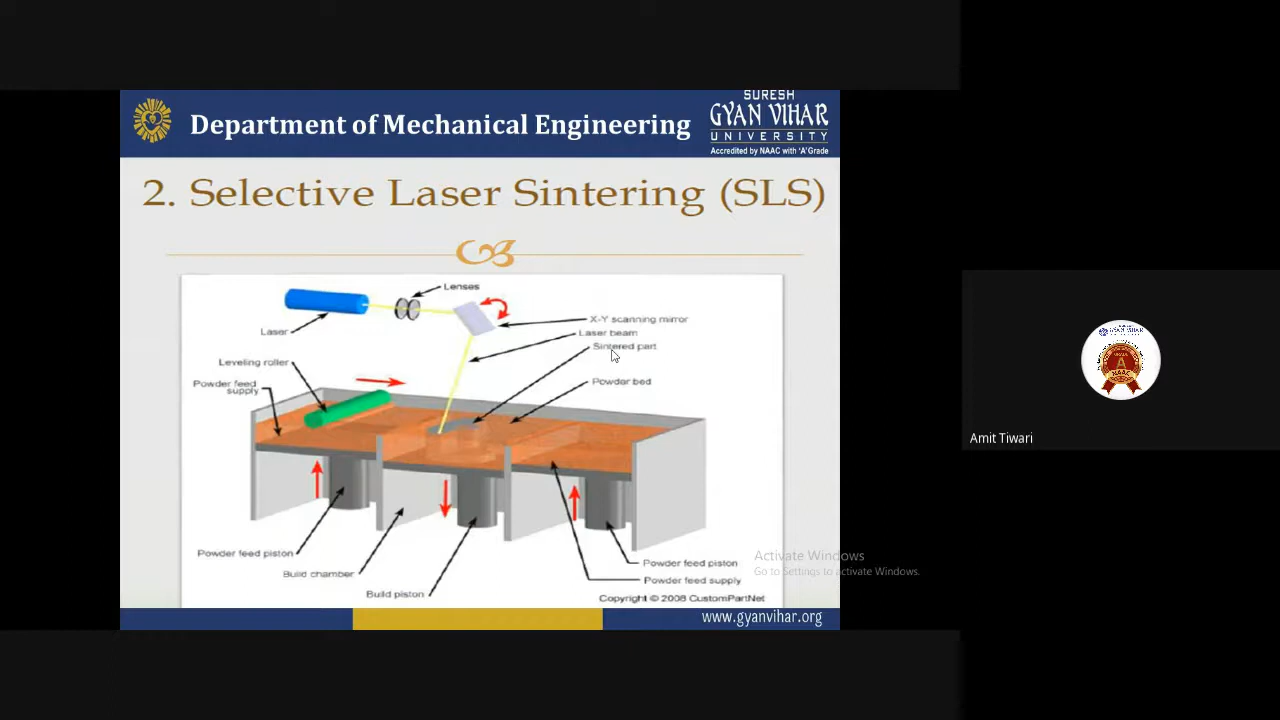 Department of Mechanical Engineering
SURESH
GYAN VIHAR
UNIVERSITY
Accredited by NAAC with 'A' Grade
2. Selective Laser Sintering (SLS)
Lenses
Laser
X-Y scanning mirror
Laser beam
Sintered part
Leveling roller
Powder bed
Powder feed
supply
Powder feed piston
Build chamber
Build piston
Powder feed piston
Powder feed supply
Copyright © 2008 CustomPartNet
Activate Windows
Go to Settings to activate Windows.
www.gyanvihar.org
Amit Tiwari